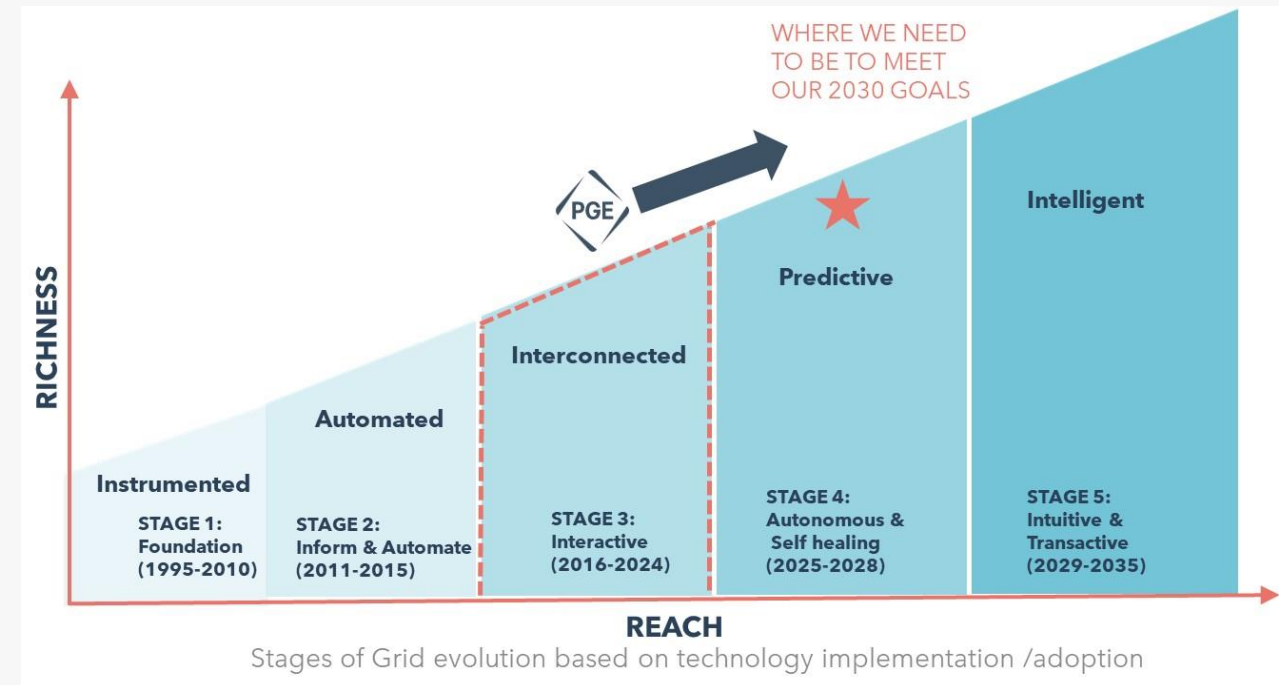 WHERE WE NEED
TO BE TO MEET
OUR 2030 GOALS
PGE
RICHNESS
Intelligent
Predictive
Interconnected
Automated
Instrumented
STAGE 1:
Foundation
(1995-2010)
STAGE 2:
Inform & Automate
(2011-2015)
STAGE 3:
Interactive
(2016-2024)
STAGE 4:
Autonomous &
Self healing
(2025-2028)
STAGE 5:
Intuitive &
Transactive
(2029-2035)
REACH
Stages of Grid evolution based on technology implementation /adoption